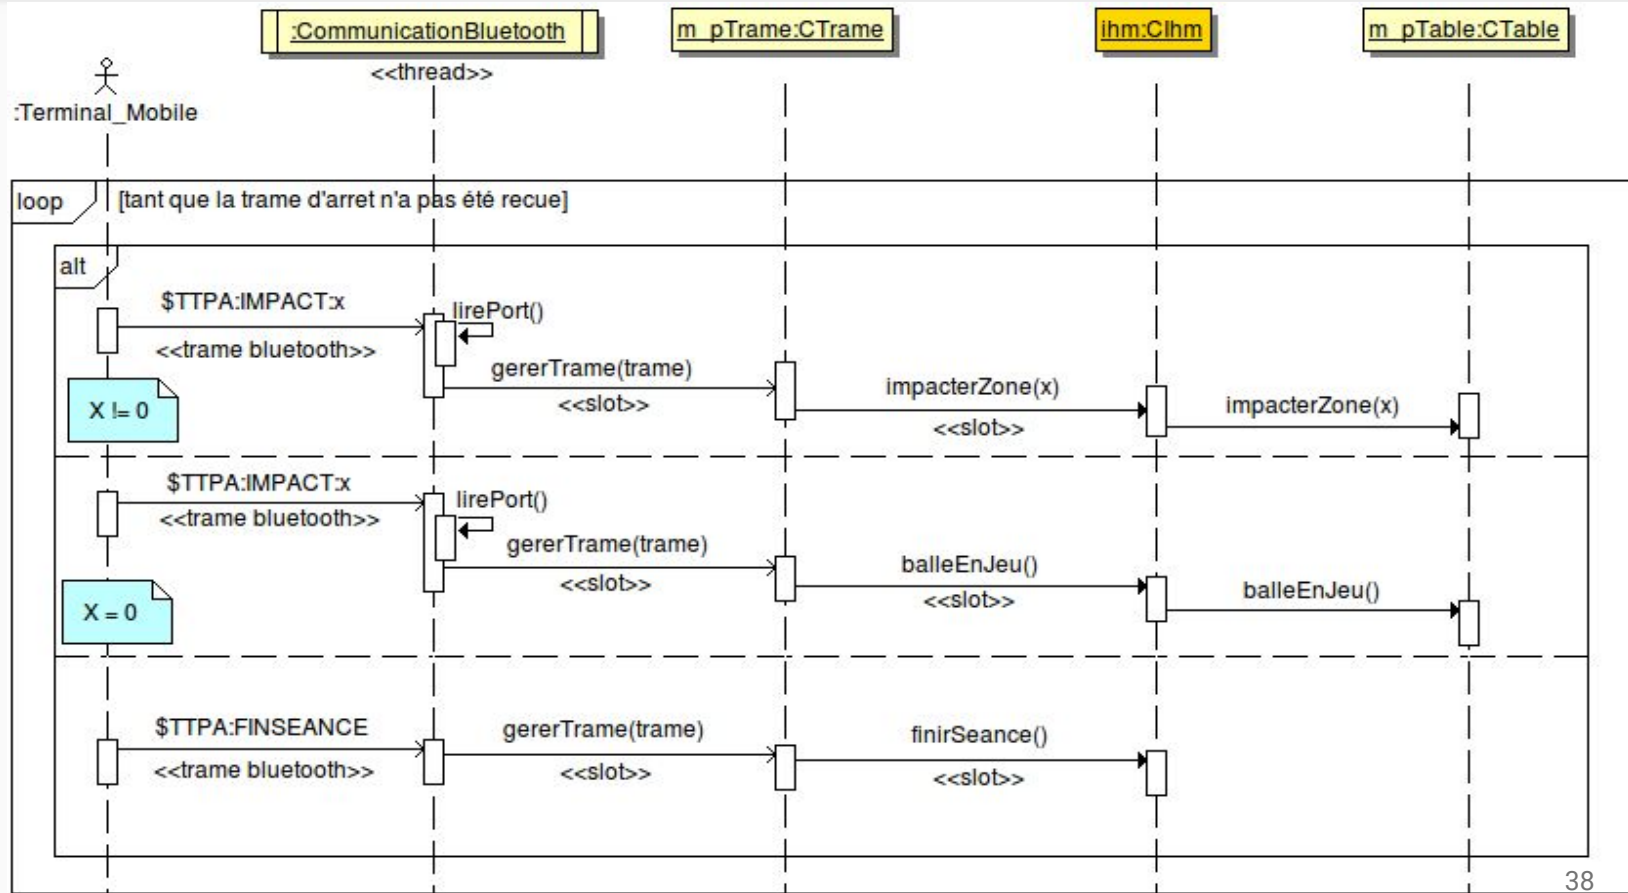 :CommunicationBluetooth
m_pTrame:CTrame
ihm:CIhm
m_pTable:CTable
<<thread>>
:Terminal_Mobile
loop
[tant que la trame d'arret n'a pas été recue]
alt
$TTPA:IMPACT:x
lirePort()
<<trame bluetooth>>
gererTrame(trame)
<<slot>>
impacterZone(x)
<<slot>>
impacterZone(x)
X != 0
$TTPA:IMPACT:x
lirePort()
<<trame bluetooth>>
gererTrame(trame)
<<slot>>
balleEnJeu()
<<slot>>
balleEnJeu()
X = 0
$TTPA:FINSEANCE
<<trame bluetooth>>
gererTrame(trame)
<<slot>>
finirSeance()
<<slot>>
38